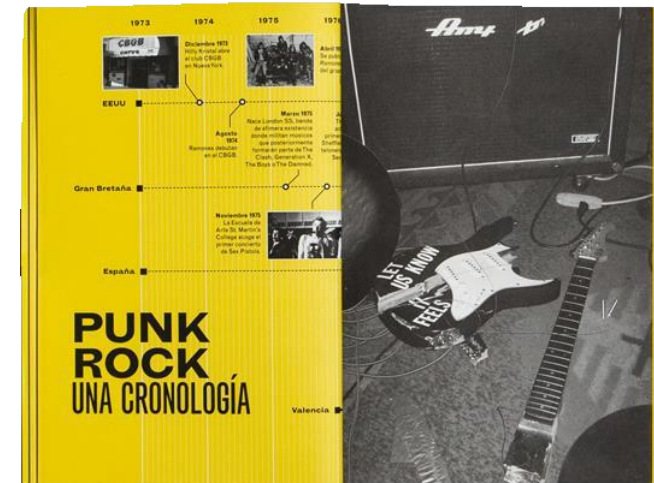 1973
1974
1975
CBGB
Diciembre 1973
Hilly Kristal abre
el club CBGB
en Nueva York.
EEUU
Agosto
1974
Ramones debutan
en el CBGB.
Marzo 1975
Nace London SS, banda
de efímera existencia
donde militan músicos
que posteriormente
formarán parte de The
Clash, Generation X,
The Boys o The Damned.
Gran Bretaña
Noviembre 1975
La Escuela de
Arte St. Martin's
College acoge el
primer concierto
de Sex Pistols.
España
PUNK
ROCK
UNA CRONOLOGÍA
Valencia
LET
US KNOW
FEELS